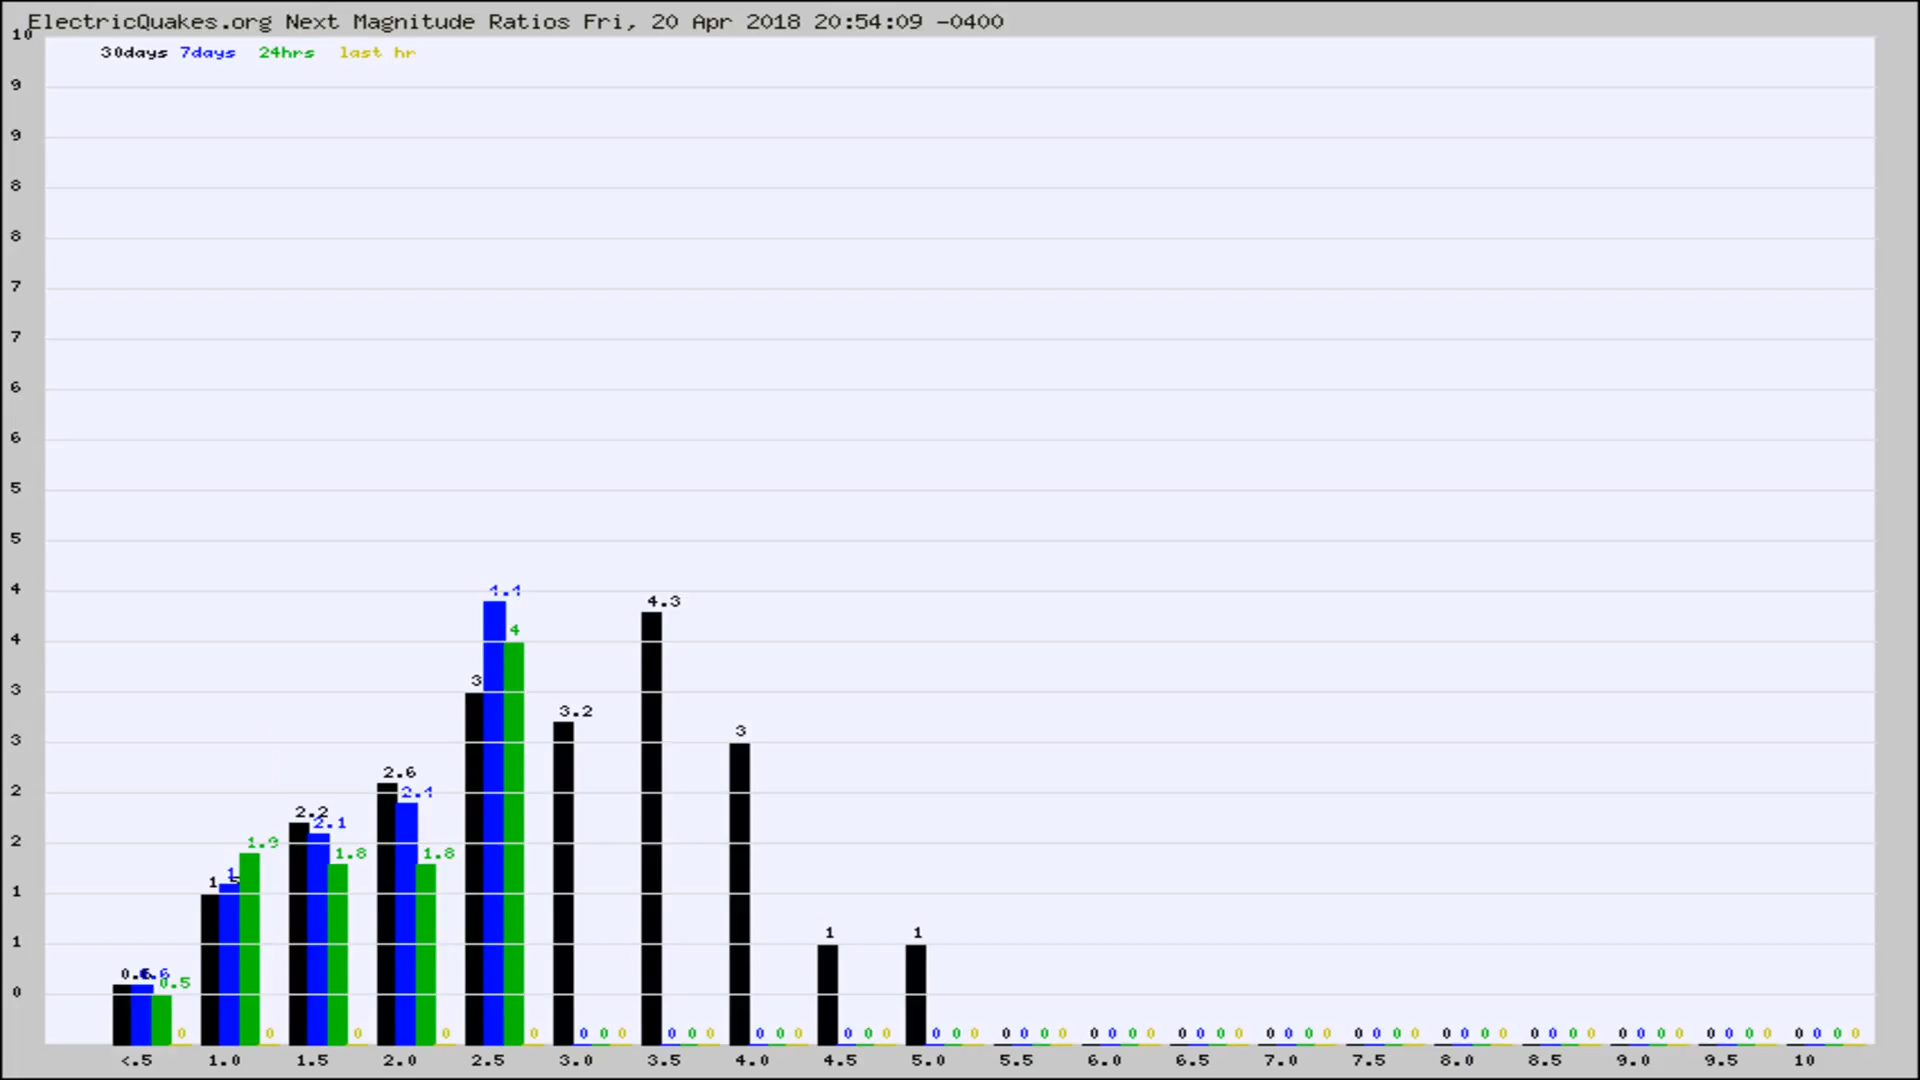 ElectricQuakes.org Next Magnitude Ratios Fri, 20 Apr 2018 20:54:09 -0400
10
30days 7days 24hrs last hr
9
9
8
8
7
7
6
6
5
5
4 4.4 4.3
4 4
3 3 3.2
3 3
2 2.6 2.4
2 2.2 2.1 1.9 1.8 1.8
1 1
1 1 1
0.6 0.5
0
0 0 0 0 0 0 0 0 0 0 0 0 0 0 0 0 0 0 0 0 0 0 0 0 0 0 0 0 0 0 0 0 0 0 0 0 0 0 0 0 0 0 0 0 0 0 0 0 0 0 0 0 0 0 0 0 0 0 0 0
<.5 1.0 1.5 2.0 2.5 3.0 3.5 4.0 4.5 5.0 5.5 6.0 6.5 7.0 7.5 8.0 8.5 9.0 9.5 10